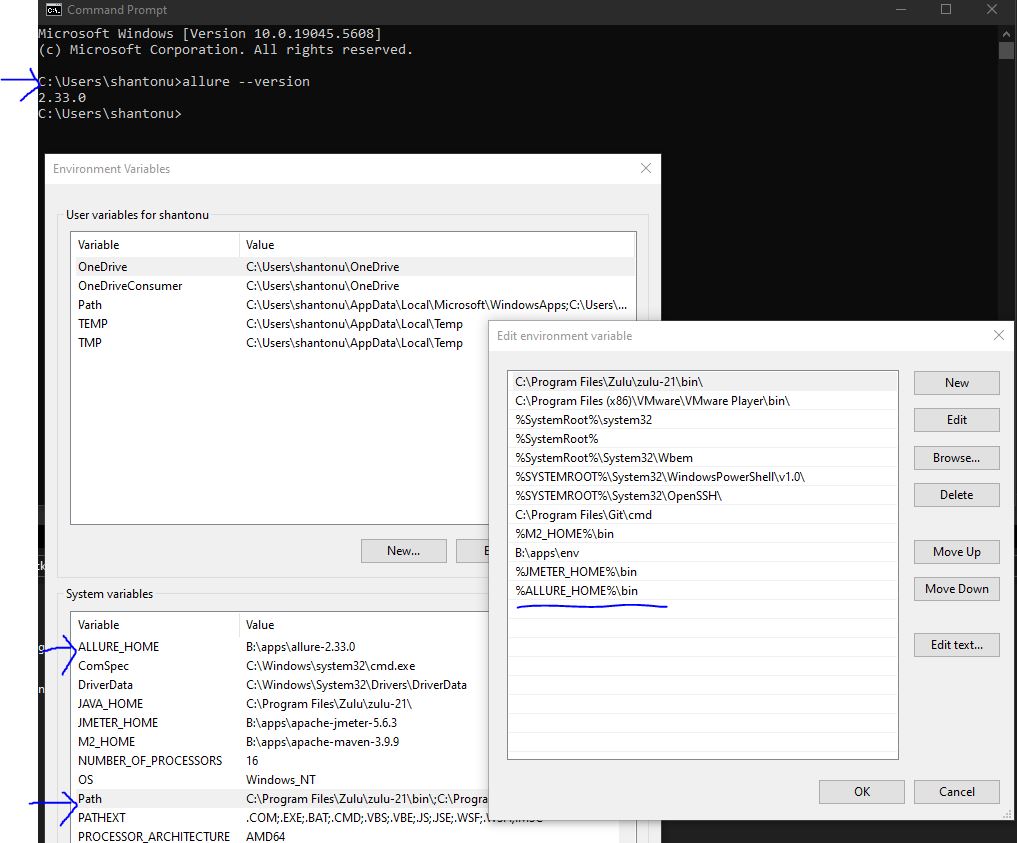 Command Prompt
Microsoft Windows [Version 10.0.19045.5608]
(c) Microsoft Corporation. All rights reserved.
C:\Users\shantonu>allure --version
2.33.0
C:\Users\shantonu>
Environment Variables
User variables for shantonu
Variable Value
OneDrive C:\Users\shantonu\OneDrive
OneDriveConsumer C:\Users\shantonu\OneDrive
Path C:\Users\shantonu\AppData\Local\Microsoft\WindowsApps;C:\Users\...
TEMP C:\Users\shantonu\AppData\Local\Temp
TMP C:\Users\shantonu\AppData\Local\Temp
New...
System variables
Variable Value
ALLURE_HOME B:\apps\allure-2.33.0
ComSpec C:\Windows\system32\cmd.exe
DriverData C:\Windows\System32\Drivers\DriverData
JAVA_HOME C:\Program Files\Zulu\zulu-21\
JMETER_HOME B:\apps\apache-jmeter-5.6.3
M2_HOME B:\apps\apache-maven-3.9.9
NUMBER_OF_PROCESSORS 16
OS Windows_NT
Path C:\Program Files\Zulu\zulu-21\bin\;C:\Progra
PATHEXT .COM;.EXE;.BAT;.CMD;.VBS;.VBE;.JS;.JSE;.WSF;
PROCESSOR_ARCHITECTURE AMD64
Edit environment variable
C:\Program Files\Zulu\zulu-21\bin\
C:\Program Files (x86)\VMware\VMware Player\bin\
%SystemRoot%\system32
%SystemRoot%
%SystemRoot%\System32\Wbem
%SYSTEMROOT%\System32\WindowsPowerShell\v1.0\
%SYSTEMROOT%\System32\OpenSSH\
C:\Program Files\Git\cmd
%M2_HOME%\bin
B:\apps\env
%JMETER_HOME%\bin
%ALLURE_HOME%\bin
New
Edit
Browse...
Delete
Move Up
Move Down
Edit text...
OK Cancel